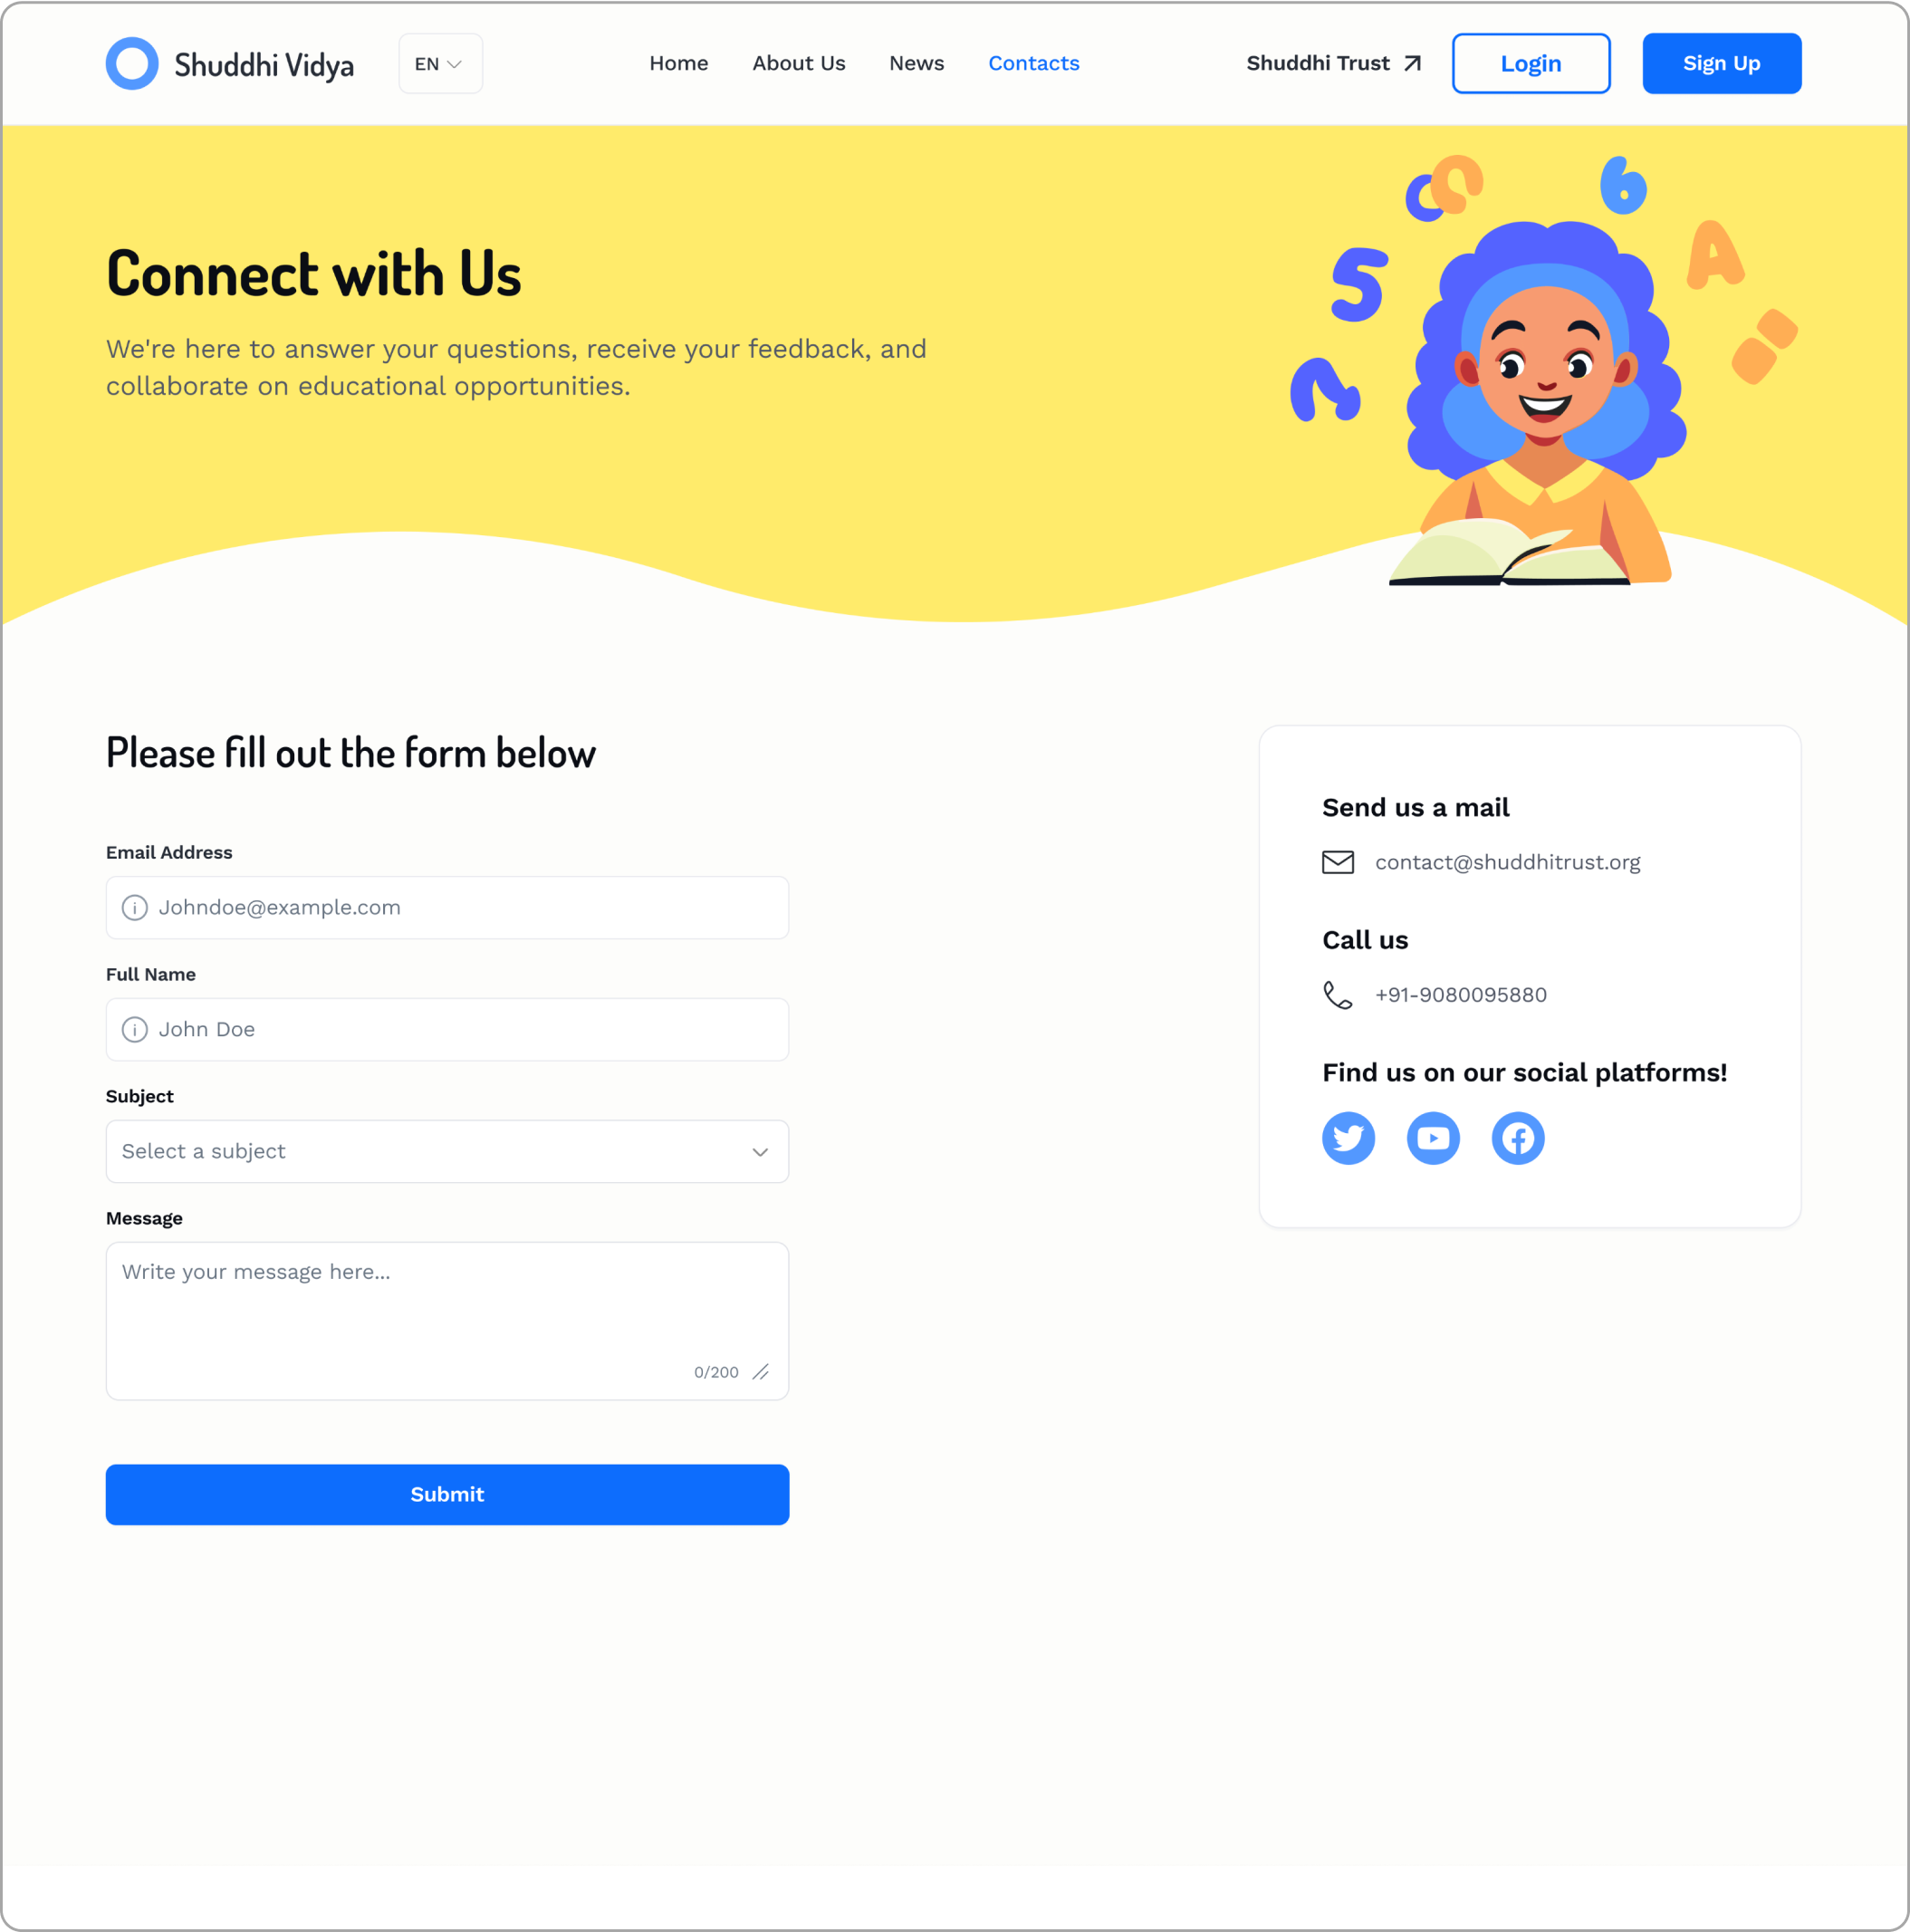 Shuddhi Vidya
EN
Home
About Us
News
Contacts
Shuddhi Trust
Login
Sign Up
Connect with Us
We're here to answer your questions, receive your feedback, and
collaborate on educational opportunities.
5
6
A
Please fill out the form below
Email Address
Johndoe@example.com
Full Name
John Doe
Subject
Select a subject
Message
Write your message here...
0/200
Submit
Send us a mail
contact@shuddhitrust.org
Call us
+91-9080095880
Find us on our social platforms!